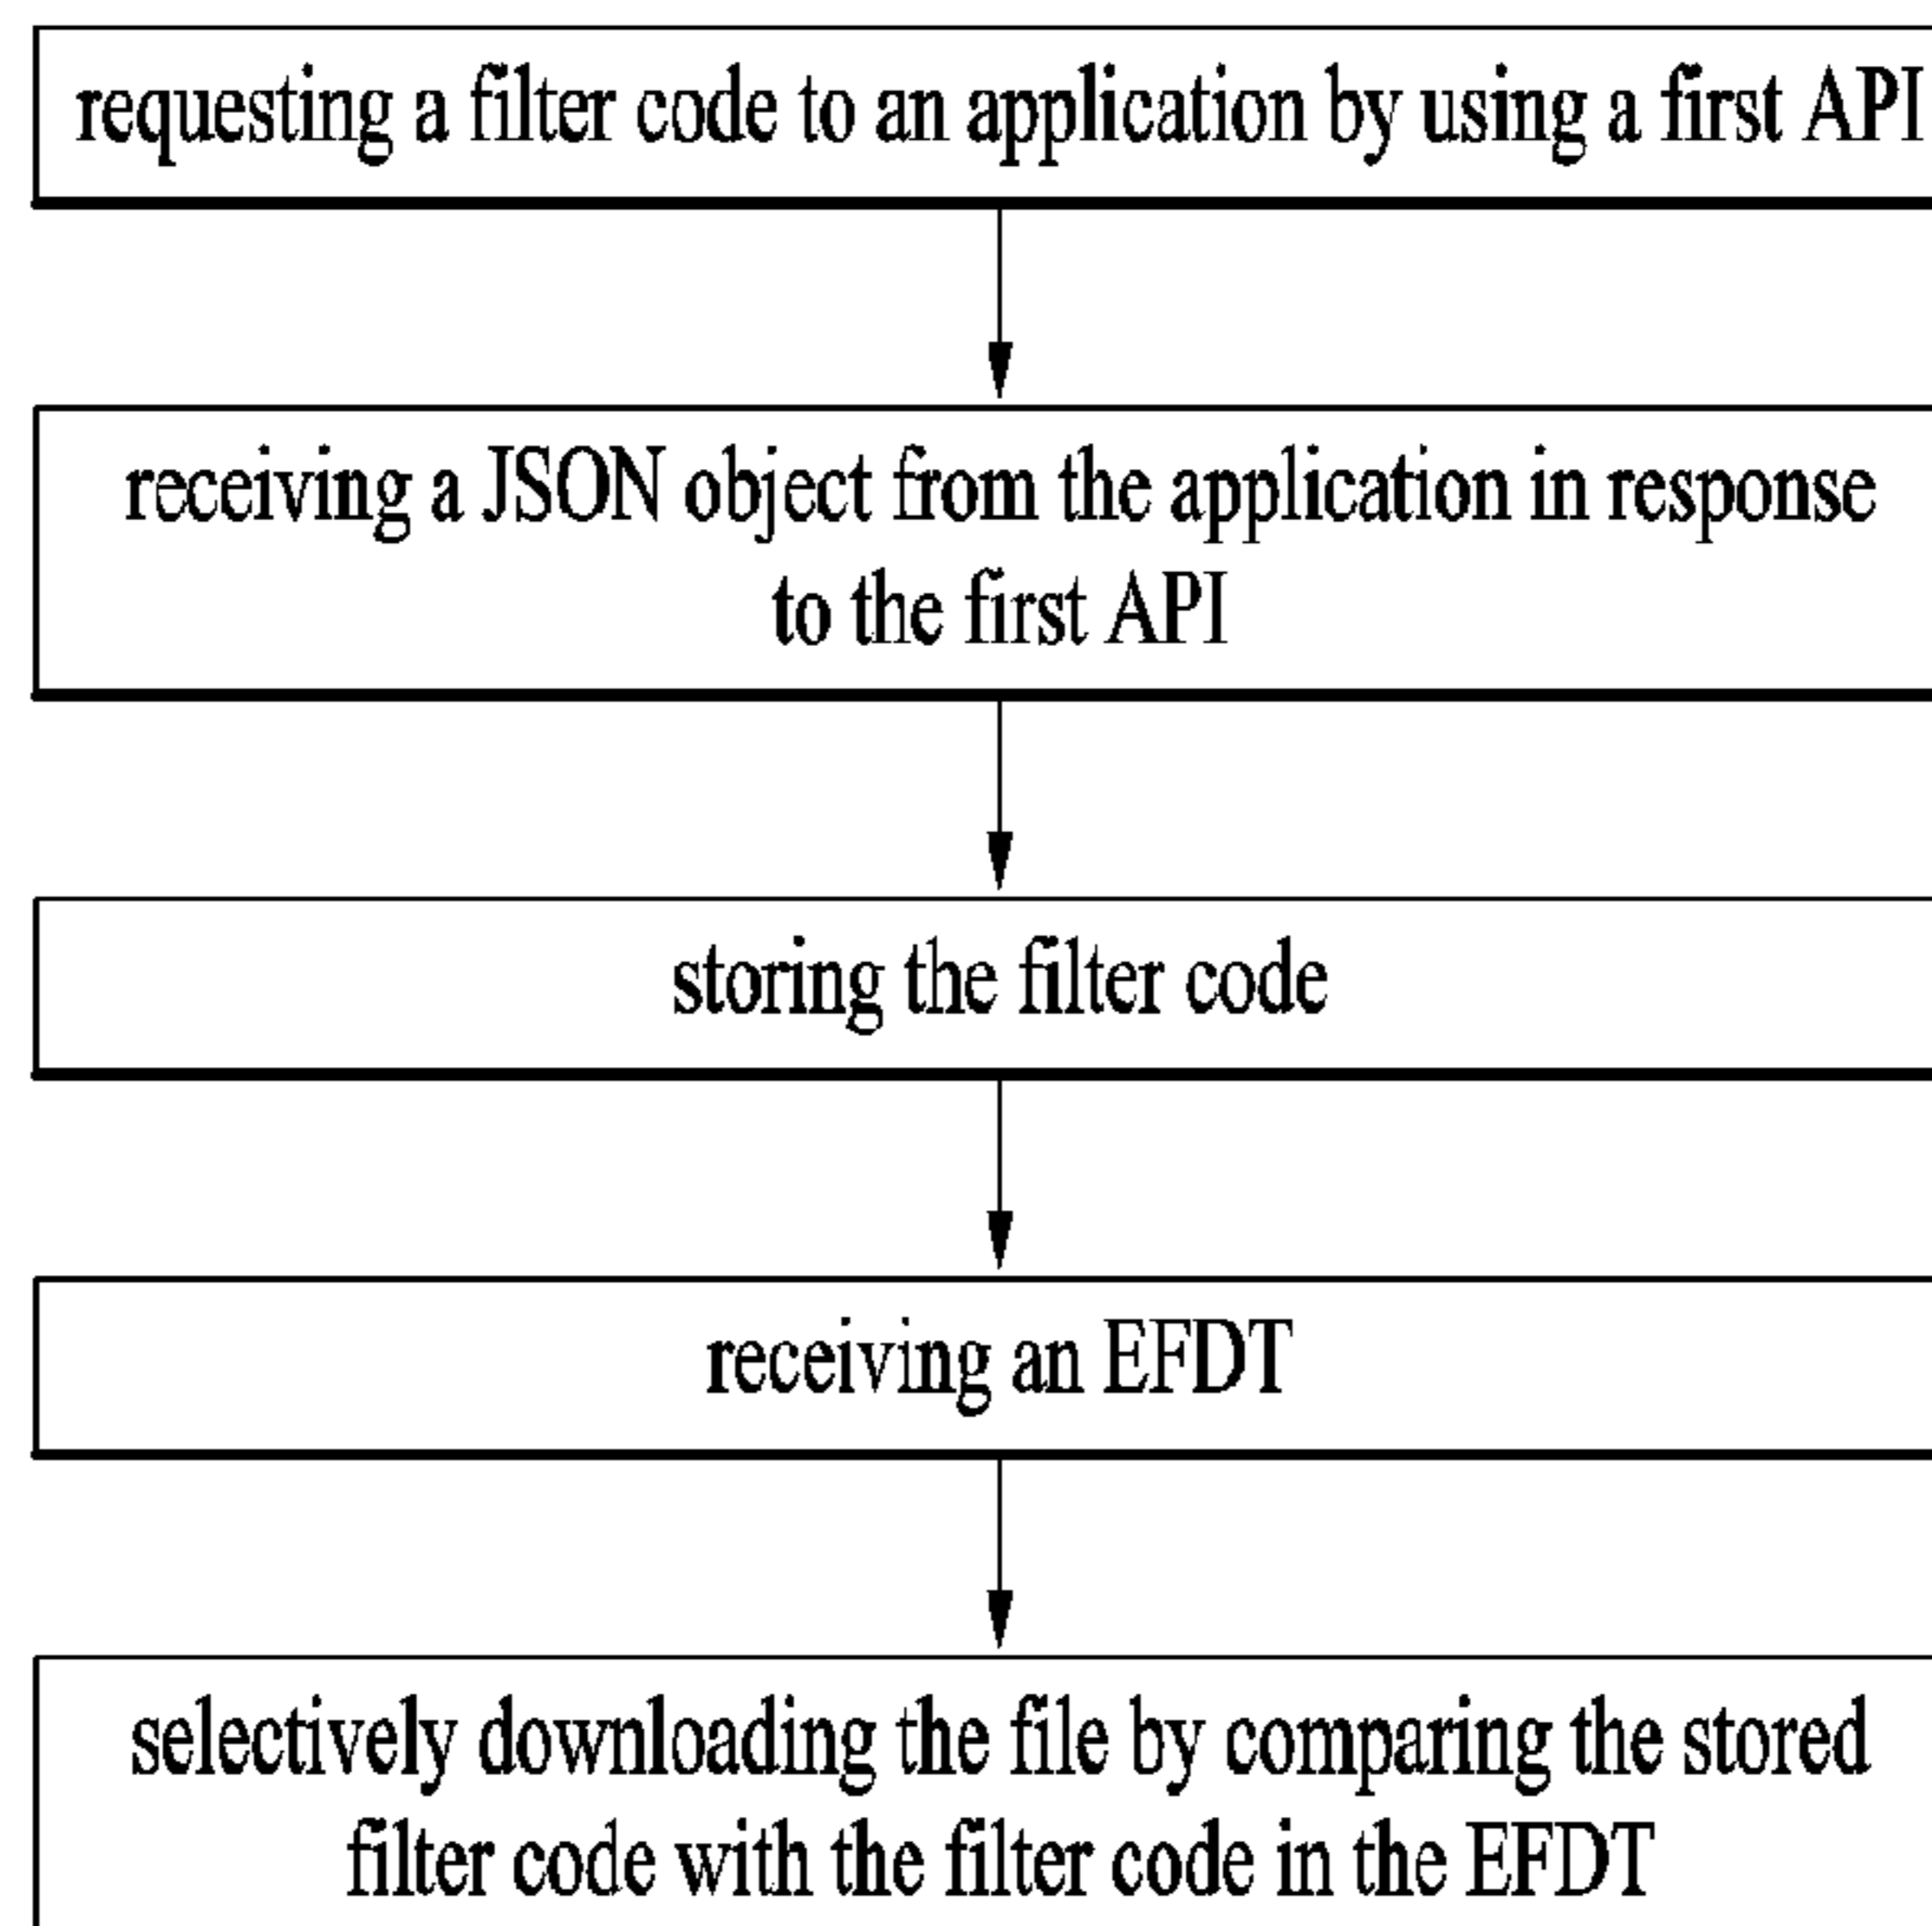 requesting a filter code to an application by using a first API
receiving a JSON object from the application in response
to the first API
storing the filter code
receiving an EFDT
selectively downloading the file by comparing the stored
filter code with the filter code in the EFDT